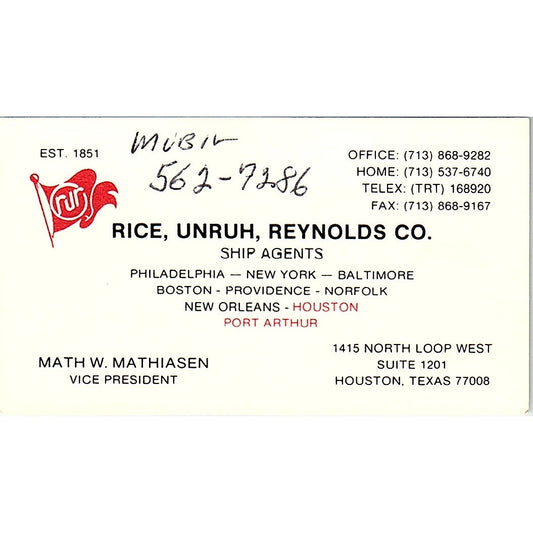 EST. 1851
MOBIL
562-7286
OFFICE: (713) 868-9282
HOME: (713) 537-6740
TELEX: (TRT) 168920
FAX: (713) 868-9167
RUR
RICE, UNRUH, REYNOLDS CO.
SHIP AGENTS
PHILADELPHIA — NEW YORK — BALTIMORE
BOSTON - PROVIDENCE - NORFOLK
NEW ORLEANS - HOUSTON
PORT ARTHUR
MATH W. MATHIASEN
VICE PRESIDENT
1415 NORTH LOOP WEST
SUITE 1201
HOUSTON, TEXAS 77008